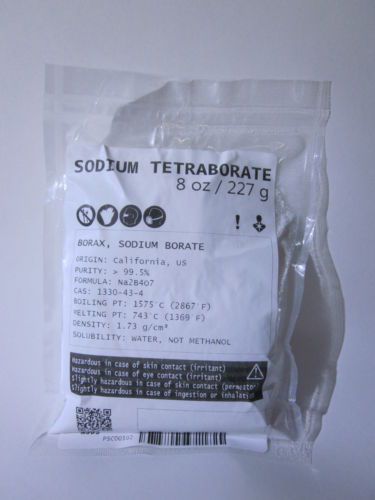 SODIUM TETRABORATE
8 oz / 227 g
BORAX, SODIUM BORATE
ORIGIN: California, US
PURITY: > 99.5%
FORMULA: Na2B4O7
CAS: 1330-43-4
BOILING PT: 1575°C (2867°F)
MELTING PT: 743°C (1369°F)
DENSITY: 1.73 g/cm³
SOLUBILITY: WATER, NOT METHANOL
Hazardous in case of skin contact (irritant)
Hazardous in case of eye contact (irritant)
Slightly hazardous in case of skin contact (permeator)
Slightly hazardous in case of ingestion or inhalation
PSC00102